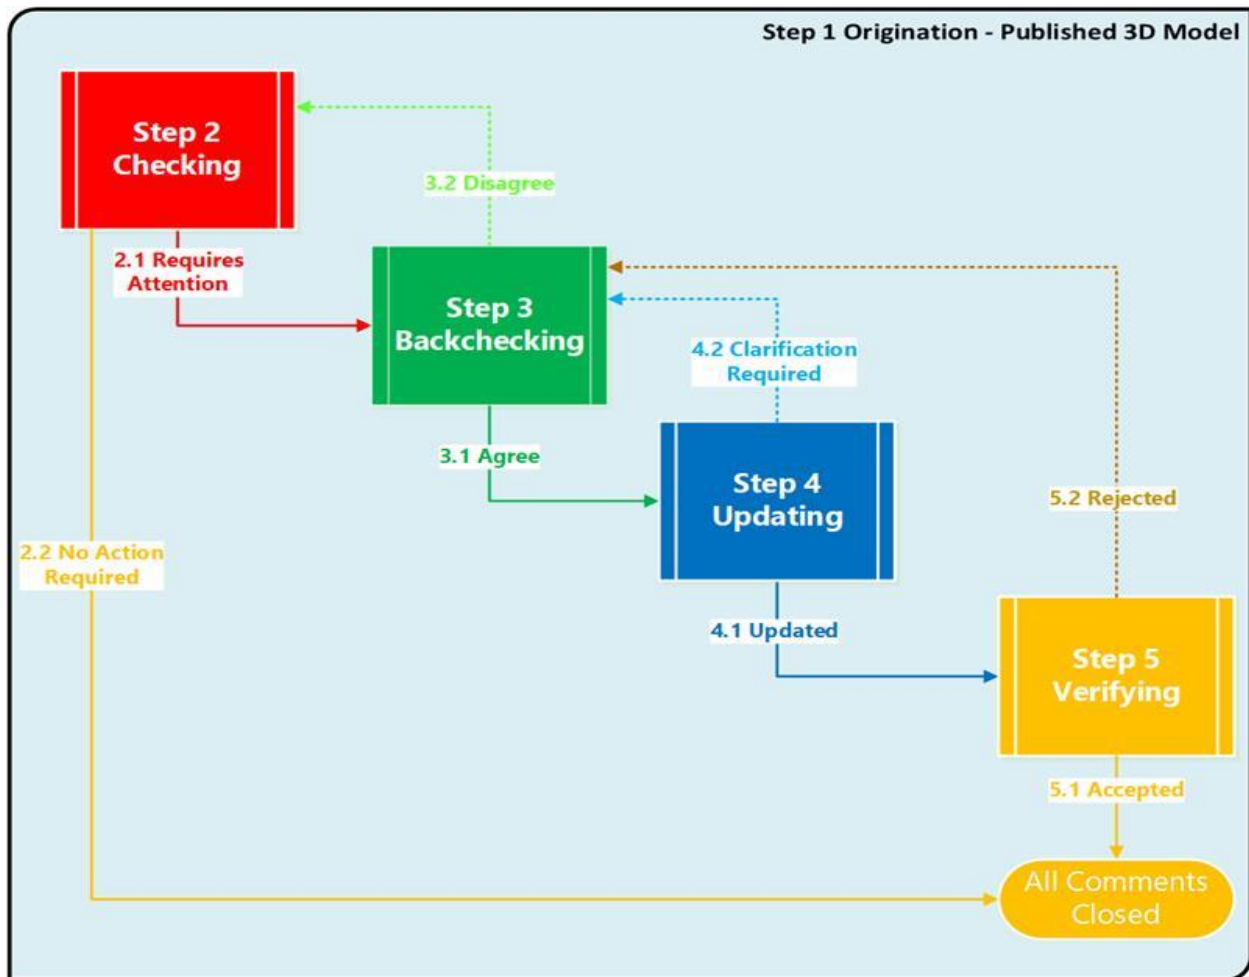 Step 1 Origination - Published 3D Model
Step 2
Checking
3.2 Disagree
2.1 Requires
Attention
Step 3
Backchecking
4.2 Clarification
Required
3.1 Agree
Step 4
Updating
5.2 Rejected
2.2 No Action
Required
4.1 Updated
Step 5
Verifying
5.1 Accepted
All Comments
Closed